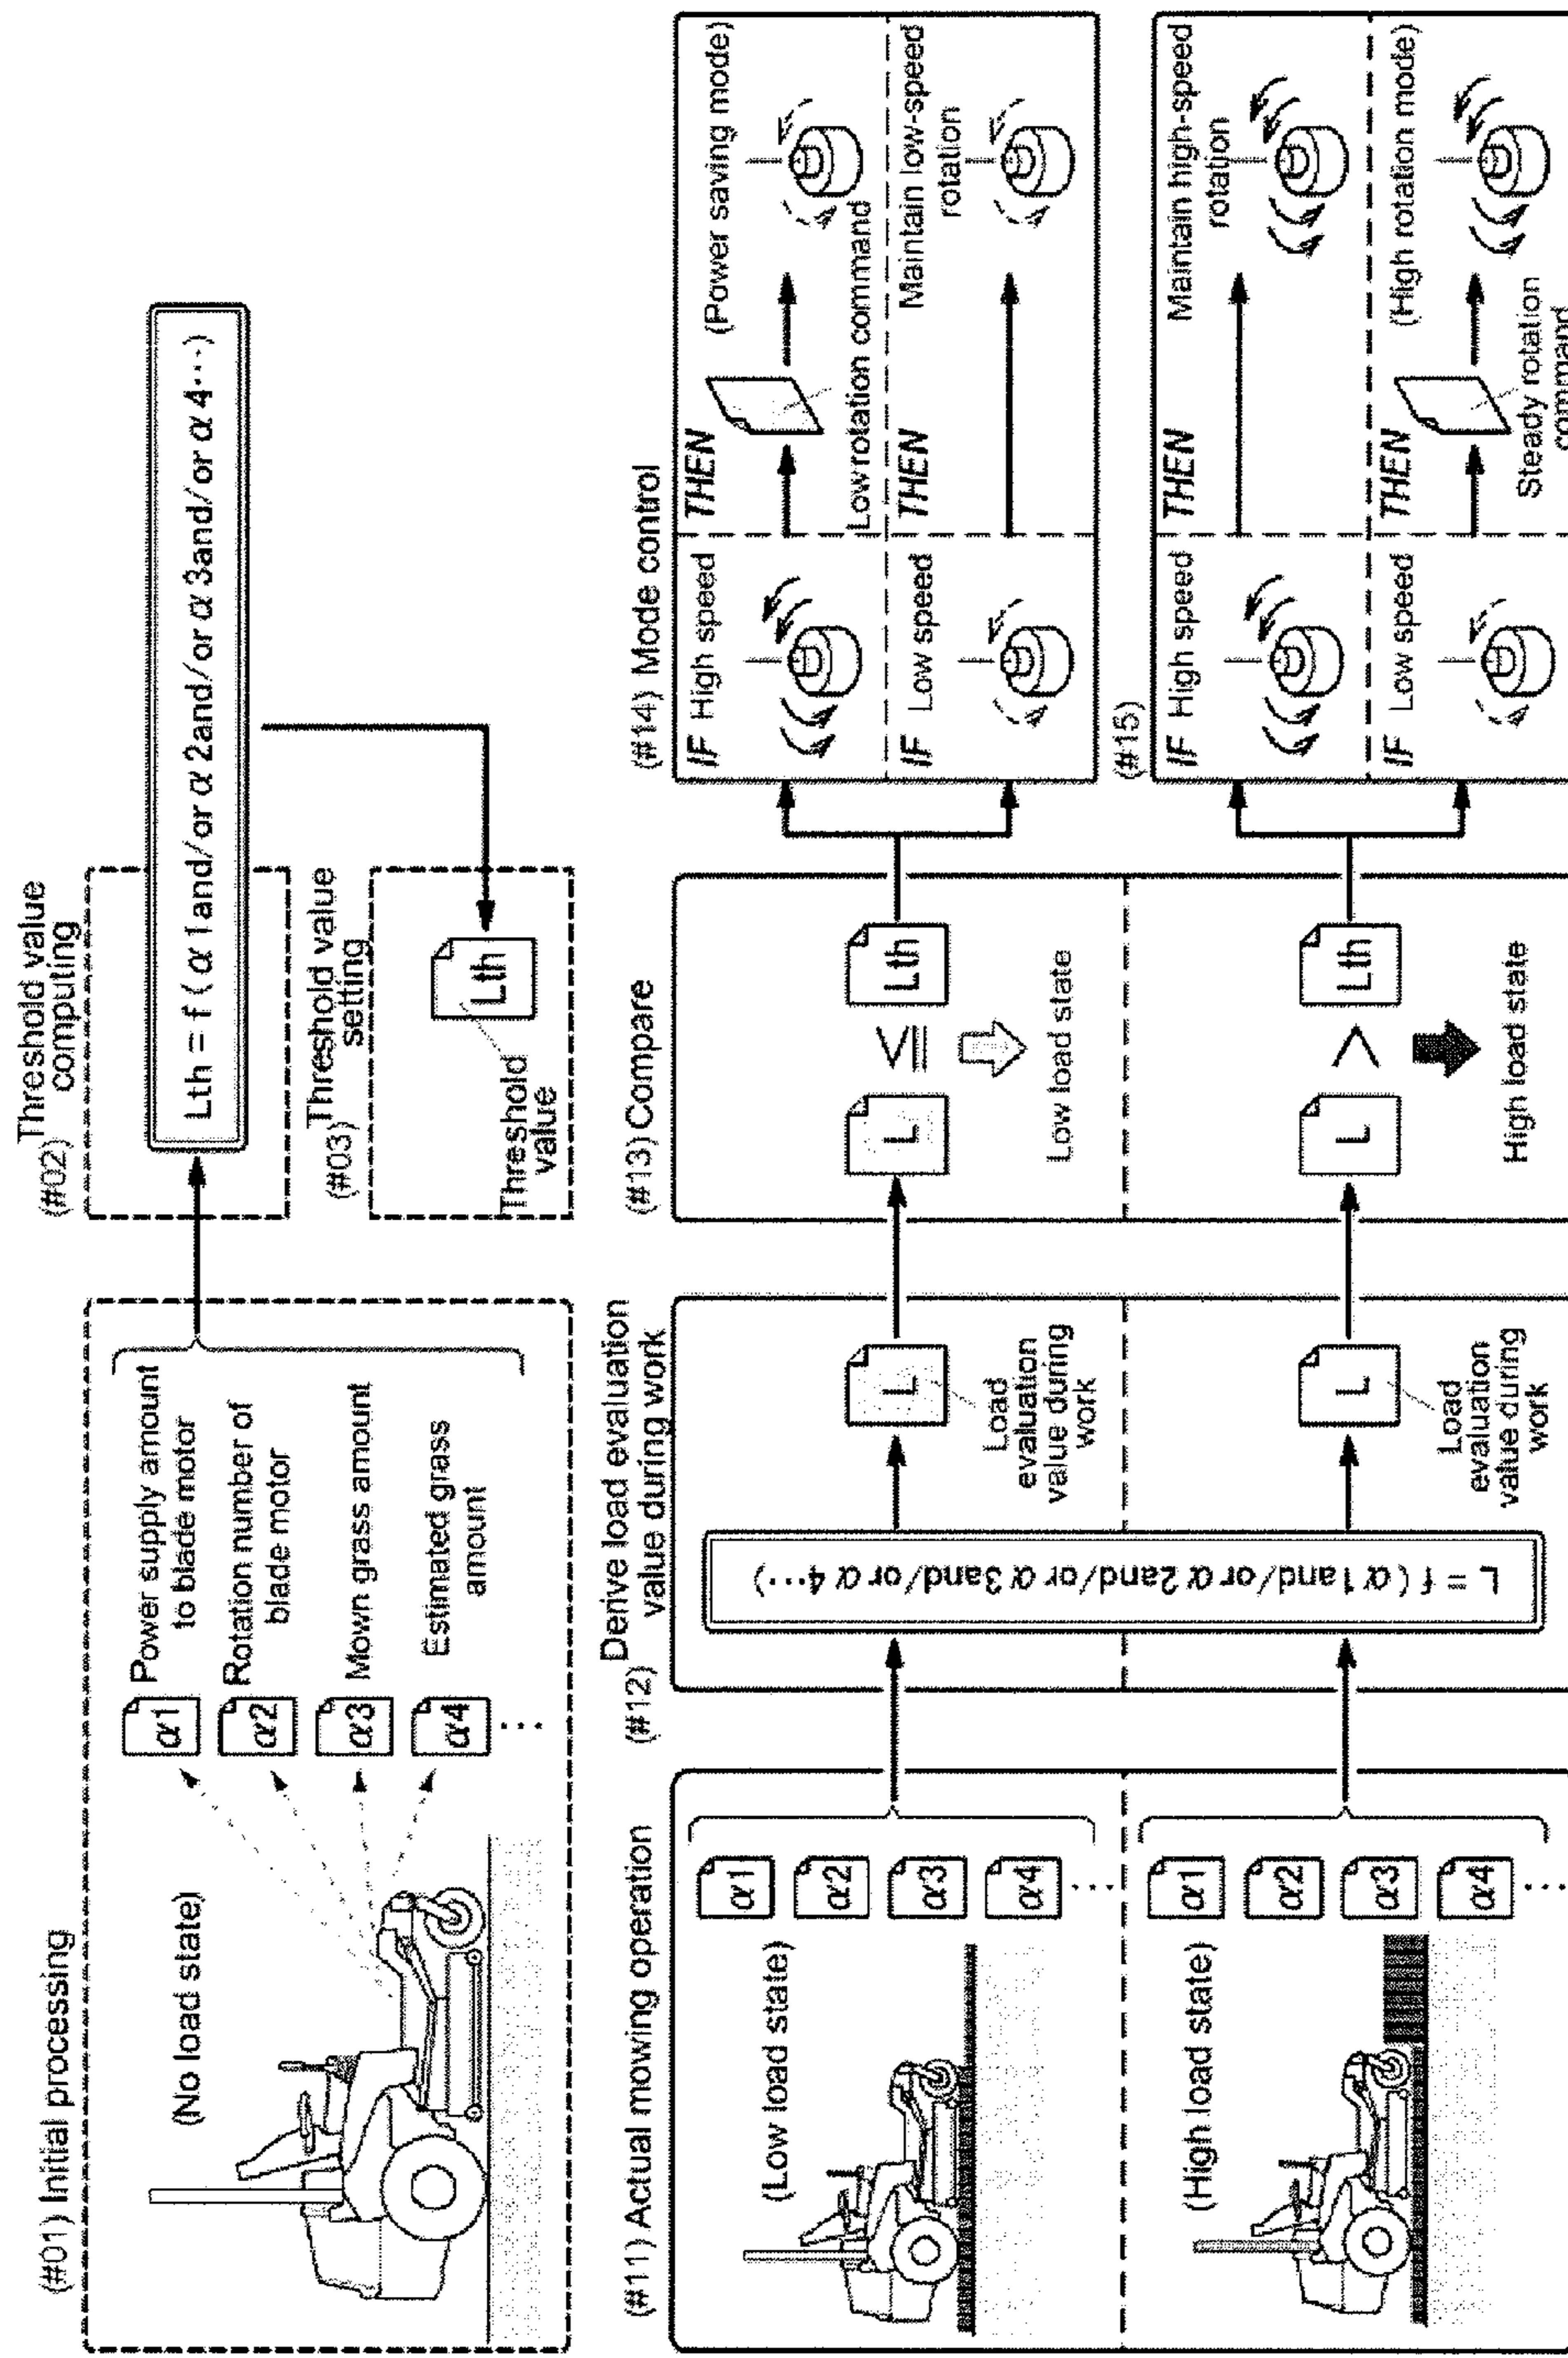 (#01) Initial processing
(No load state)
α1
Power supply amount
to blade motor
α2
Rotation number of
blade motor
α3
Mown grass amount
α4
Estimated grass
amount
...
(#02) Threshold value
computing
Lth = f ( α 1and/or α 2and/or α 3and/or α 4···)
(#03) Threshold value
setting
Lth
Threshold
value
(#11) Actual mowing operation
(Low load state)
α1
α2
α3
α4
...
(High load state)
α1
α2
α3
α4
...
(#12) Derive load evaluation
value during work
L = f ( α 1and/or α 2and/or α 3and/or α 4···)
L
Load
evaluation
value during
work
L
Load
evaluation
value during
work
(#13) Compare
L ≦ Lth
Low load state
L > Lth
High load state
(#14) Mode control
IF High speed
THEN
(Power saving mode)
Low rotation command
IF Low speed
THEN
Maintain low-speed
rotation
(#15)
IF High speed
THEN
Maintain high-speed
rotation
IF Low speed
THEN
(High rotation mode)
Steady rotation
command